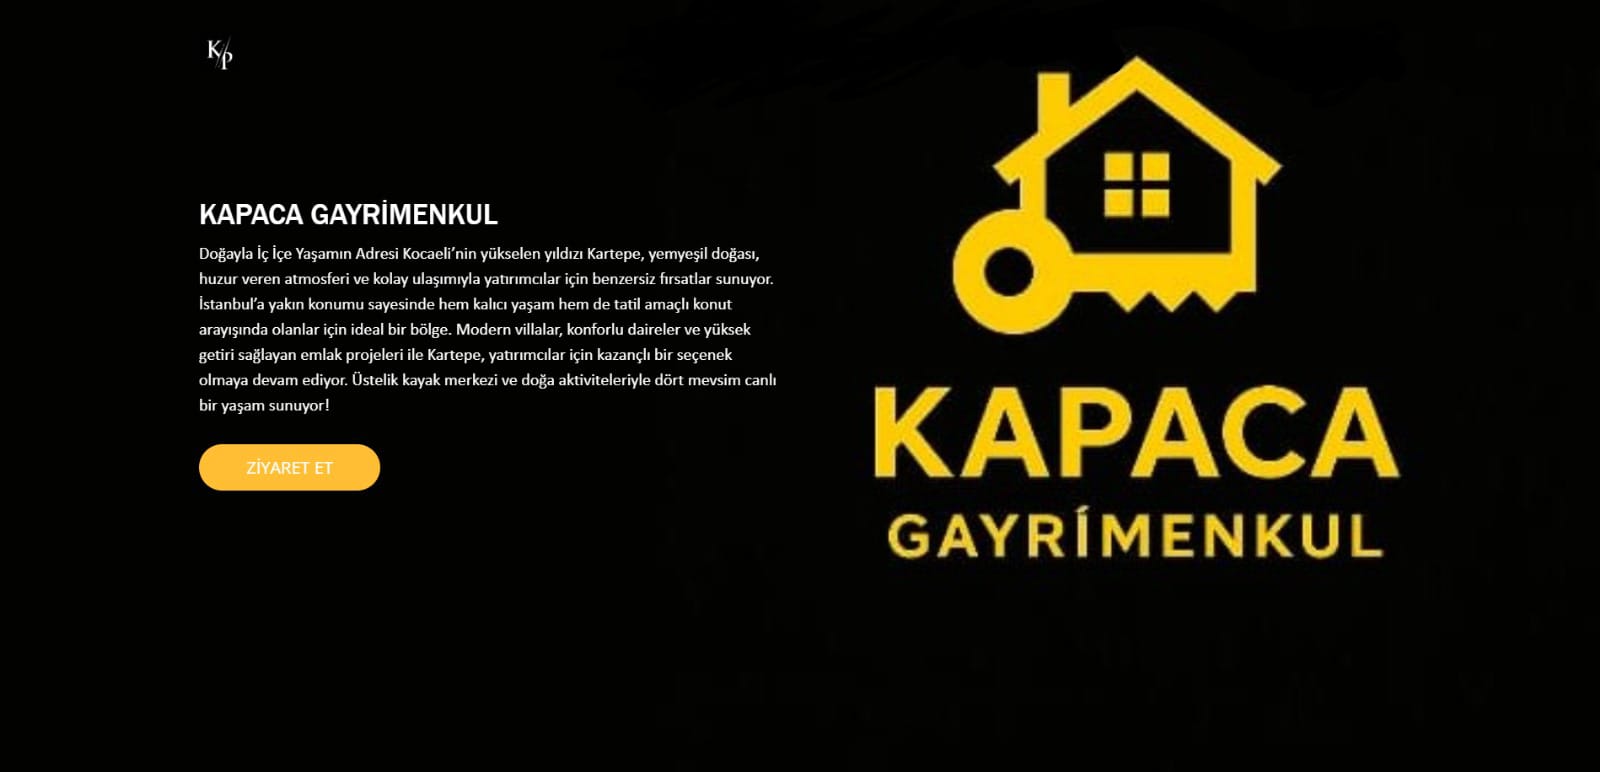 K/P
KAPACA GAYRİMENKUL
Doğayla İç İçe Yaşamın Adresi Kocaeli’nin yükselen yıldızı Kartepe, yemyeşil doğası,
huzur veren atmosferi ve kolay ulaşımıyla yatırımcılar için benzersiz fırsatlar sunuyor.
İstanbul’a yakın konumu sayesinde hem kalıcı yaşam hem de tatil amaçlı konut
arayışında olanlar için ideal bir bölge. Modern villalar, konforlu daireler ve yüksek
getiri sağlayan emlak projeleri ile Kartepe, yatırımcılar için kazançlı bir seçenek
olmaya devam ediyor. Üstelik kayak merkezi ve doğa aktiviteleriyle dört mevsim canlı
bir yaşam sunuyor!
ZİYARET ET
KAPACA
GAYRİMENKUL